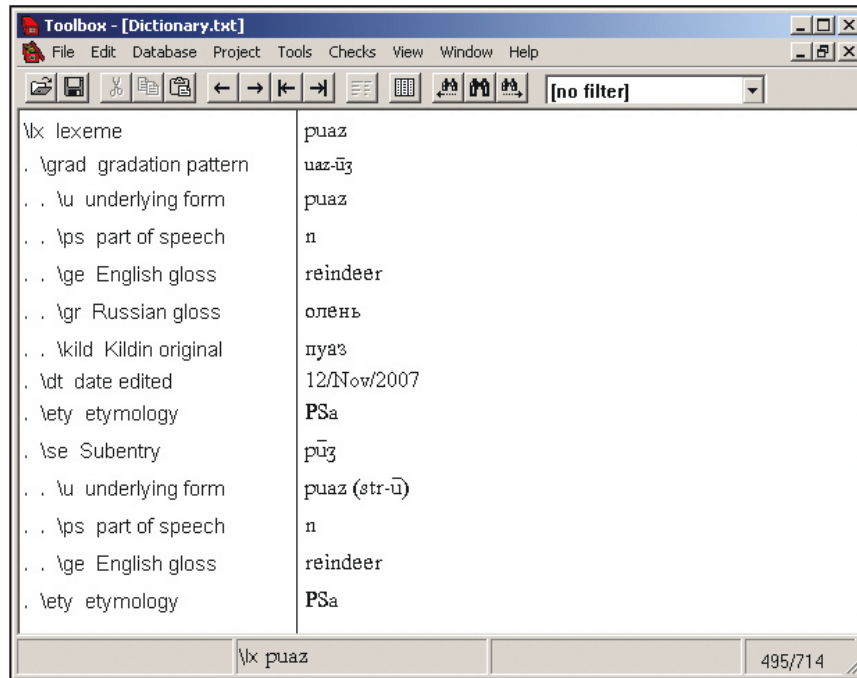 Toolbox - [Dictionary.txt]
File Edit Database Project Tools Checks View Window Help
[no filter]
\lx lexeme puaz
. \grad gradation pattern uaz-ūʒ
. . \u underlying form puaz
. . \ps part of speech n
. . \ge English gloss reindeer
. . \gr Russian gloss олень
. . \kild Kildin original пуаз
. \dt date edited 12/Nov/2007
. \ety etymology PSa
. \se Subentry pūʒ
. . \u underlying form puaz (str-ū)
. . \ps part of speech n
. . \ge English gloss reindeer
. \ety etymology PSa
\lx puaz 495/714